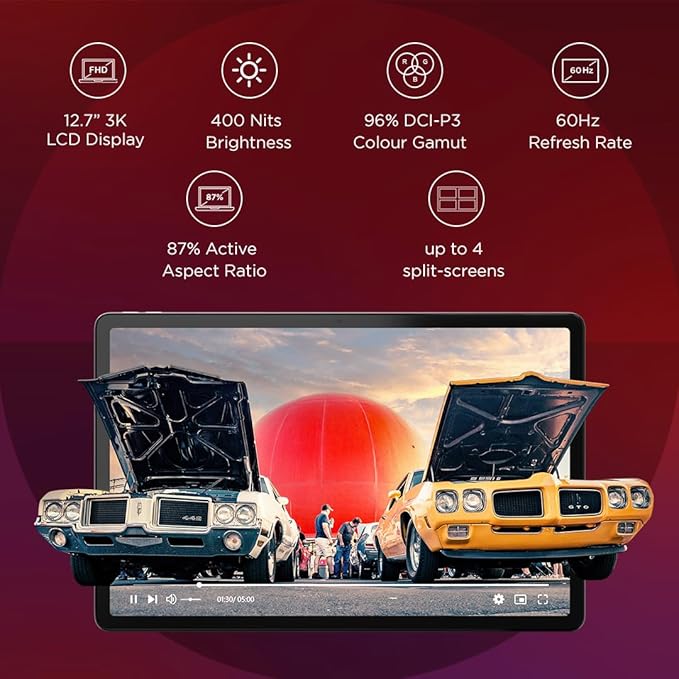 FHD
12.7” 3K
LCD Display
400 Nits
Brightness
R G
B
96% DCI-P3
Colour Gamut
60Hz
60Hz
Refresh Rate
87%
87% Active
Aspect Ratio
up to 4
split-screens
442
GTO
01:30/ 05:00